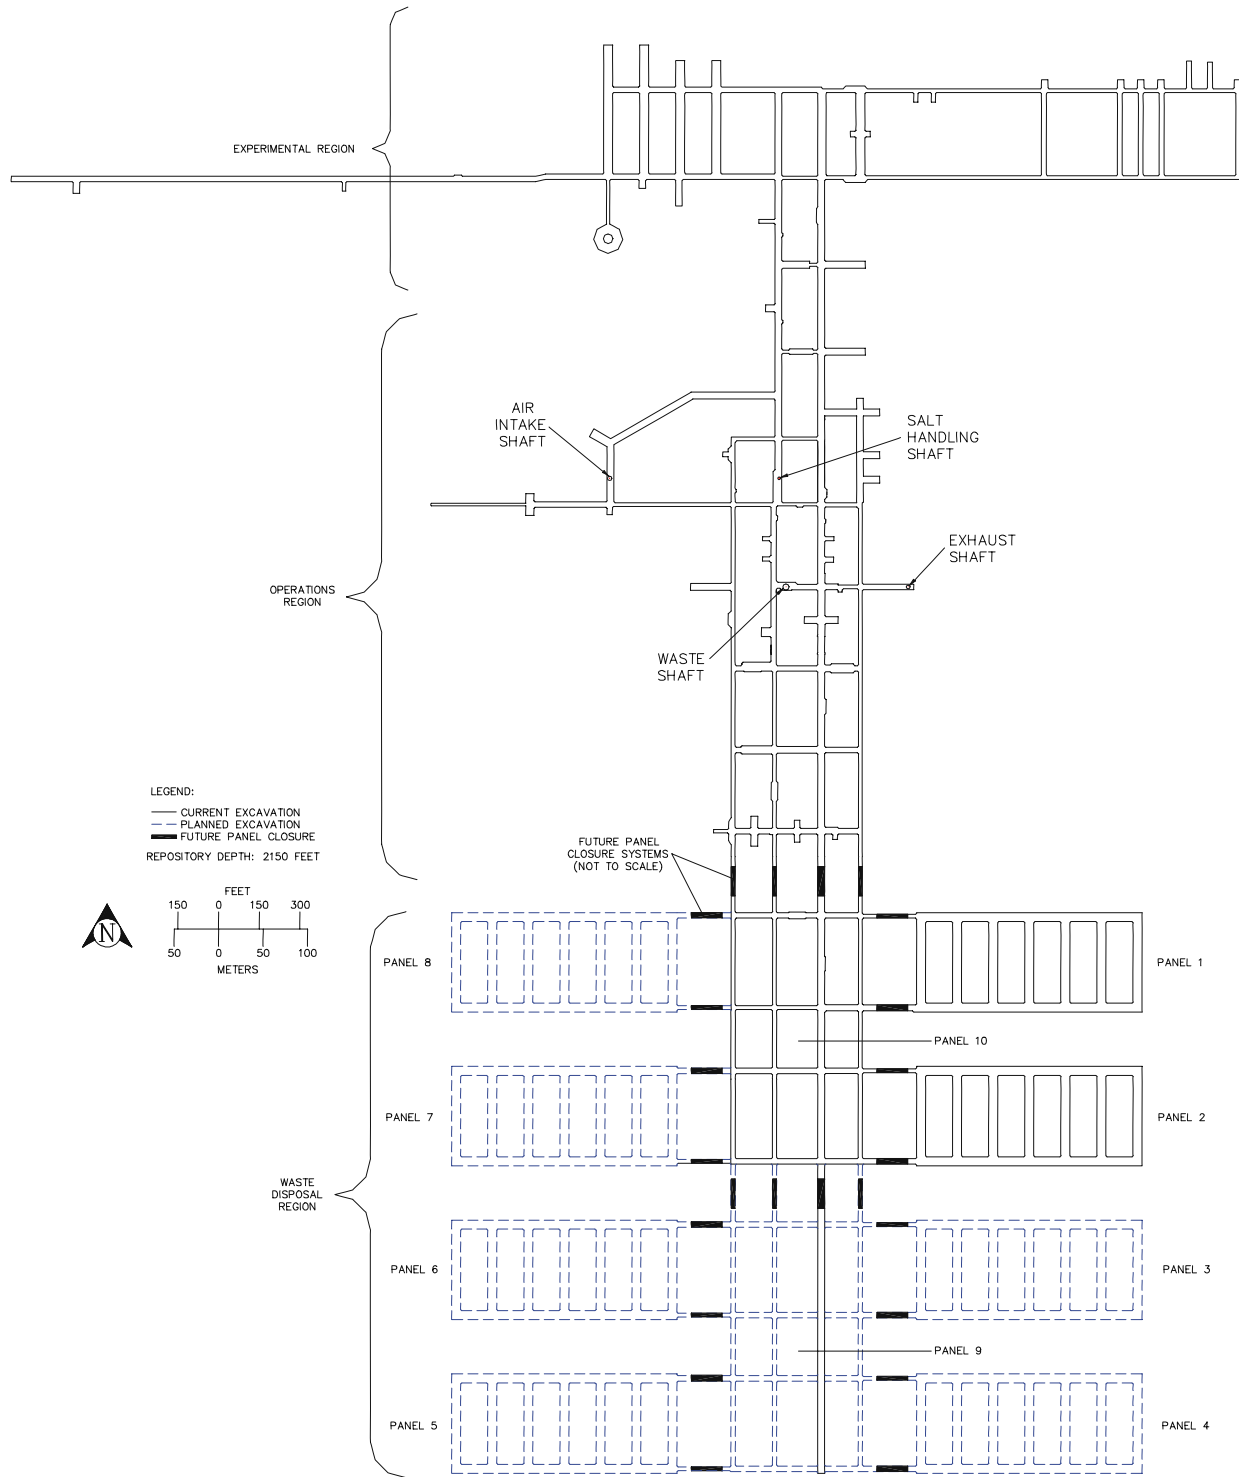 EXPERIMENTAL REGION
AIR
INTAKE
SHAFT
SALT
HANDLING
SHAFT
EXHAUST
SHAFT
OPERATIONS
REGION
WASTE
SHAFT
LEGEND:
CURRENT EXCAVATION
PLANNED EXCAVATION
FUTURE PANEL CLOSURE
REPOSITORY DEPTH: 2150 FEET
FUTURE PANEL
CLOSURE SYSTEMS
(NOT TO SCALE)
N
FEET
150 0 150 300
50 0 50 100
METERS
PANEL 8
PANEL 1
PANEL 10
PANEL 7
PANEL 2
WASTE
DISPOSAL
REGION
PANEL 6
PANEL 3
PANEL 9
PANEL 5
PANEL 4